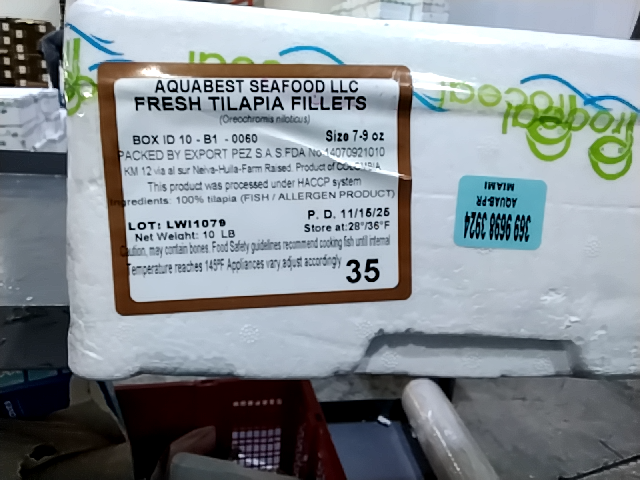 AQUABEST SEAFOOD LLC
FRESH TILAPIA FILLETS
(Oreochromis niloticus)
BOX ID 10 - B1 - 0060 Size 7-9 oz
PACKED BY EXPORT PEZ S.A.S.FDA No 14070921010
KM 12 via al sur Neiva-Huila-Farm Raised. Product of COLOMBIA
This product was processed under HACCP system
Ingredients: 100% tilapia (FISH / ALLERGEN PRODUCT)
LOT: LWI1079 P. D. 11/15/25
Net Weight: 10 LB Store at:28°/36°F
Caution, may contain bones. Food Safety guidelines recommend cooking fish until internal
Temperature reaches 145ºF Appliances vary,adjust accordingly
35
369 9698 3924
AQUA-PR
MIAMI